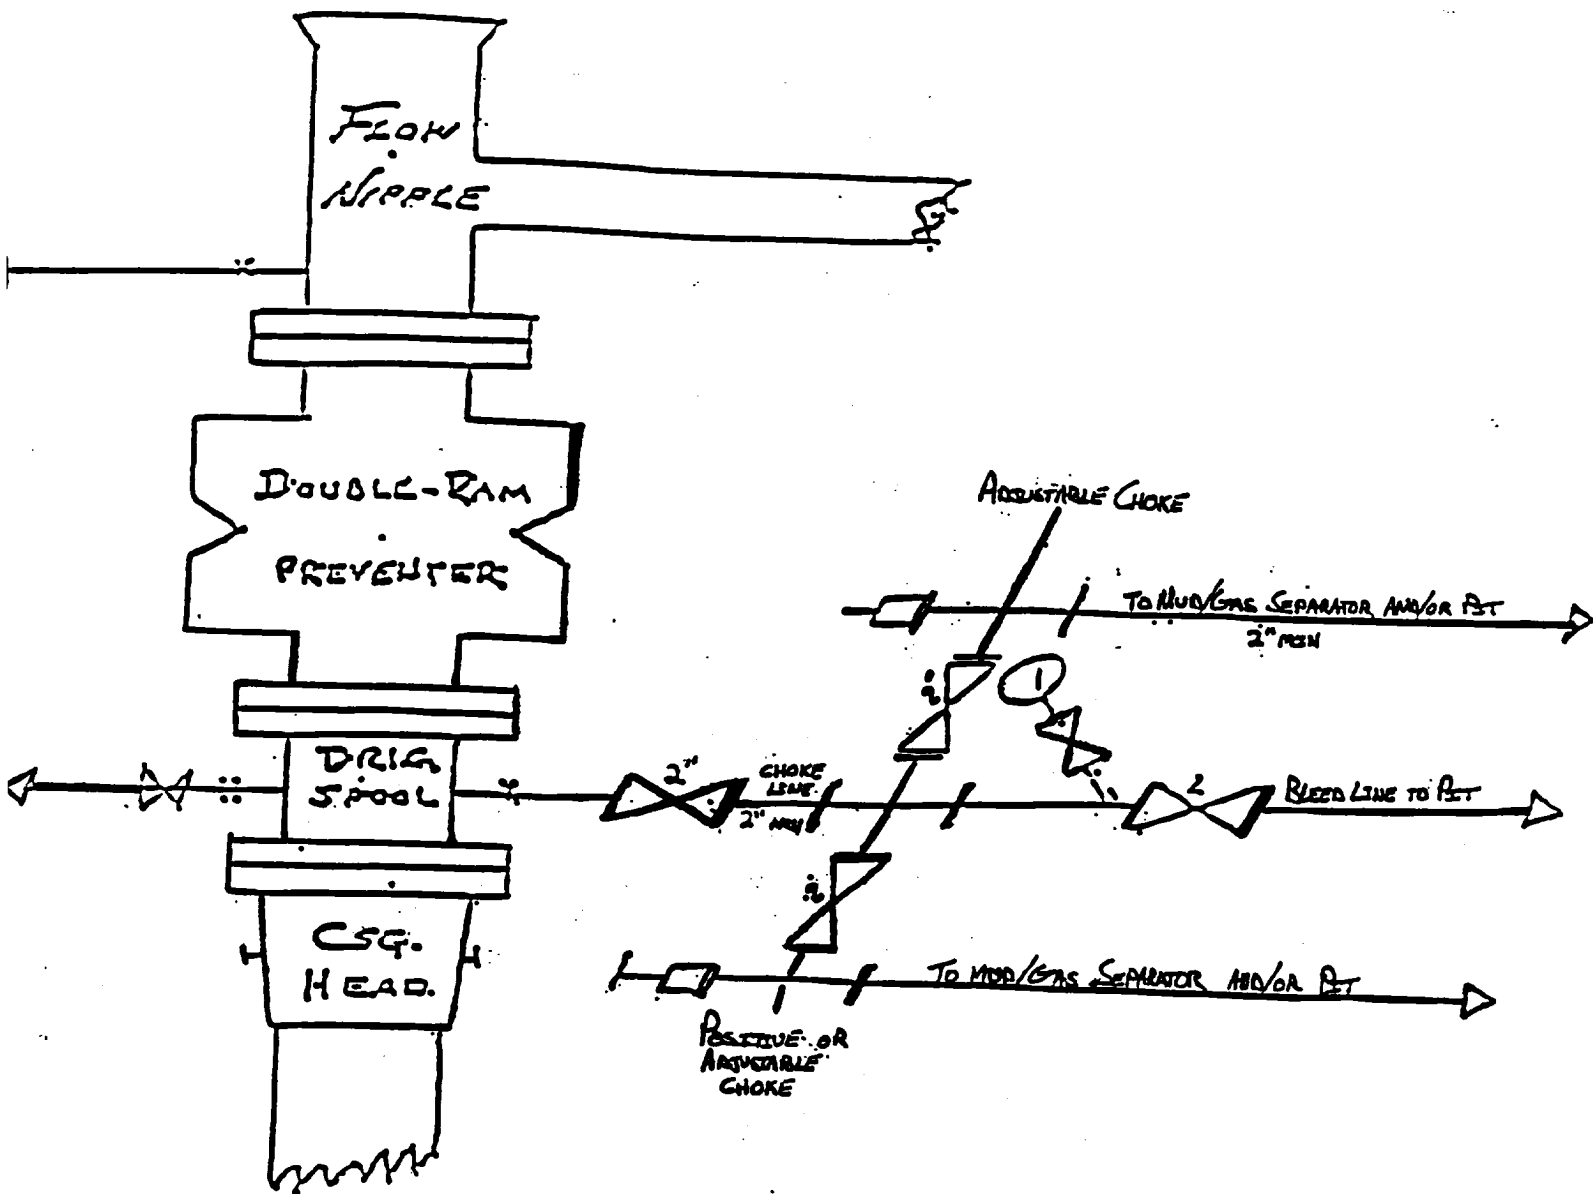 FLOW
NIPPLE
DOUBLE-RAM
PREVENTER
ADJUSTABLE CHOKE
TO MUD/GAS SEPARATOR AND/OR PIT
2" MIN
1
DRLG.
SPOOL
2"
CHOKE
LINE
2"
2
BLEED LINE TO PIT
CSG.
HEAD.
TO MUD/GAS SEPARATOR AND/OR PIT
POSITIVE OR
ADJUSTABLE
CHOKE